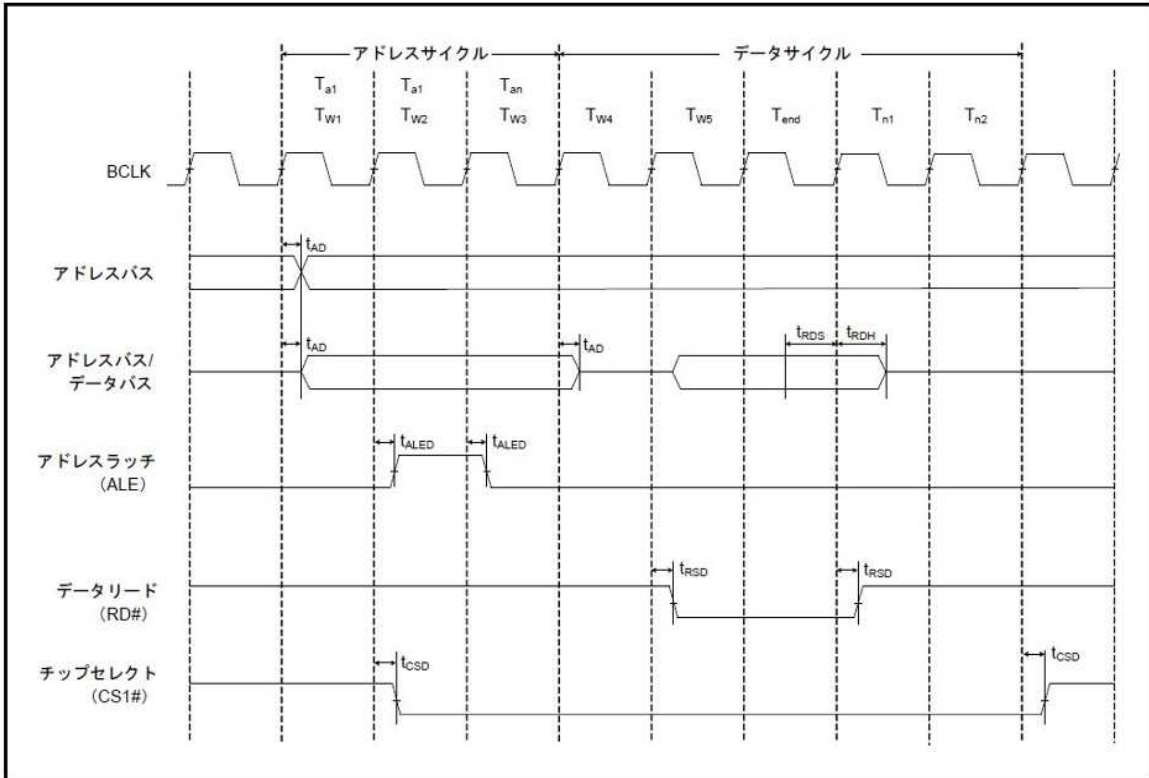 アドレスサイクル データサイクル
Ta1 Ta1 Tan
TW1 TW2 TW3 TW4 TW5 Tend Tn1 Tn2
BCLK
tAD
アドレスバス
tAD tAD tRDS tRDH
アドレスバス/
データバス
tALED tALED
アドレスラッチ
(ALE)
tRSD tRSD
データリード
(RD#)
tCSD tCSD
チップセレクト
(CS1#)